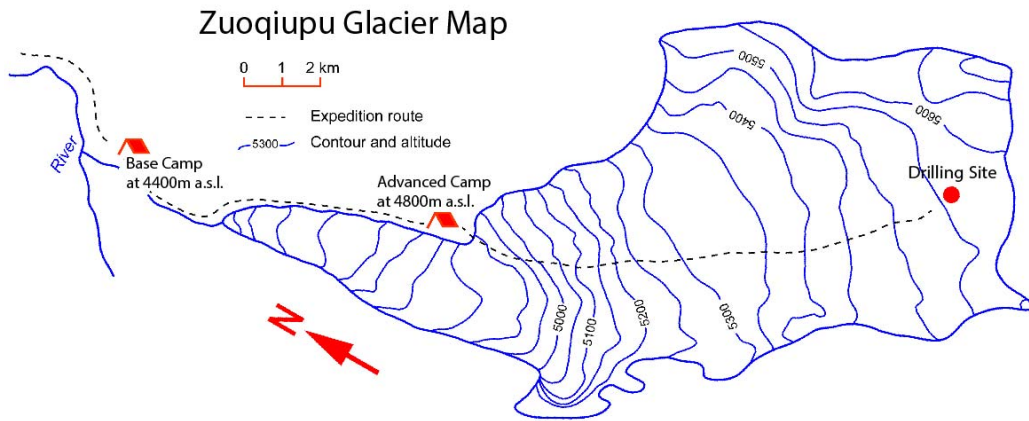 Zuoqiupu Glacier Map
0 1 2 km
Expedition route
5300 Contour and altitude
River
Base Camp
at 4400m a.s.l.
Advanced Camp
at 4800m a.s.l.
Drilling Site
5500
5600
5400
5300
5200
5100
5000
N